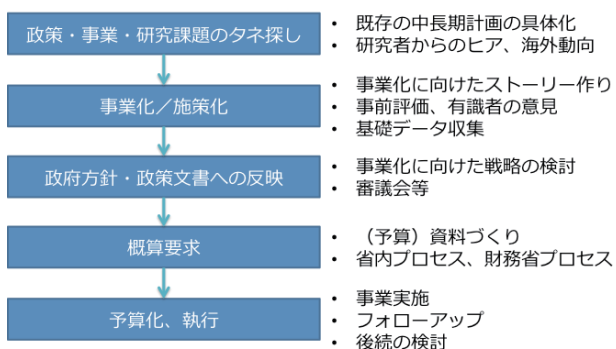 政策・事業・研究課題のタネ探し
• 既存の中長期計画の具体化
• 研究者からのヒア、海外動向
事業化／施策化
• 事業化に向けたストーリー作り
• 事前評価、有識者の意見
• 基礎データ収集
政府方針・政策文書への反映
• 事業化に向けた戦略の検討
• 審議会等
概算要求
• （予算）資料づくり
• 省内プロセス、財務省プロセス
予算化、執行
• 事業実施
• フォローアップ
• 後続の検討